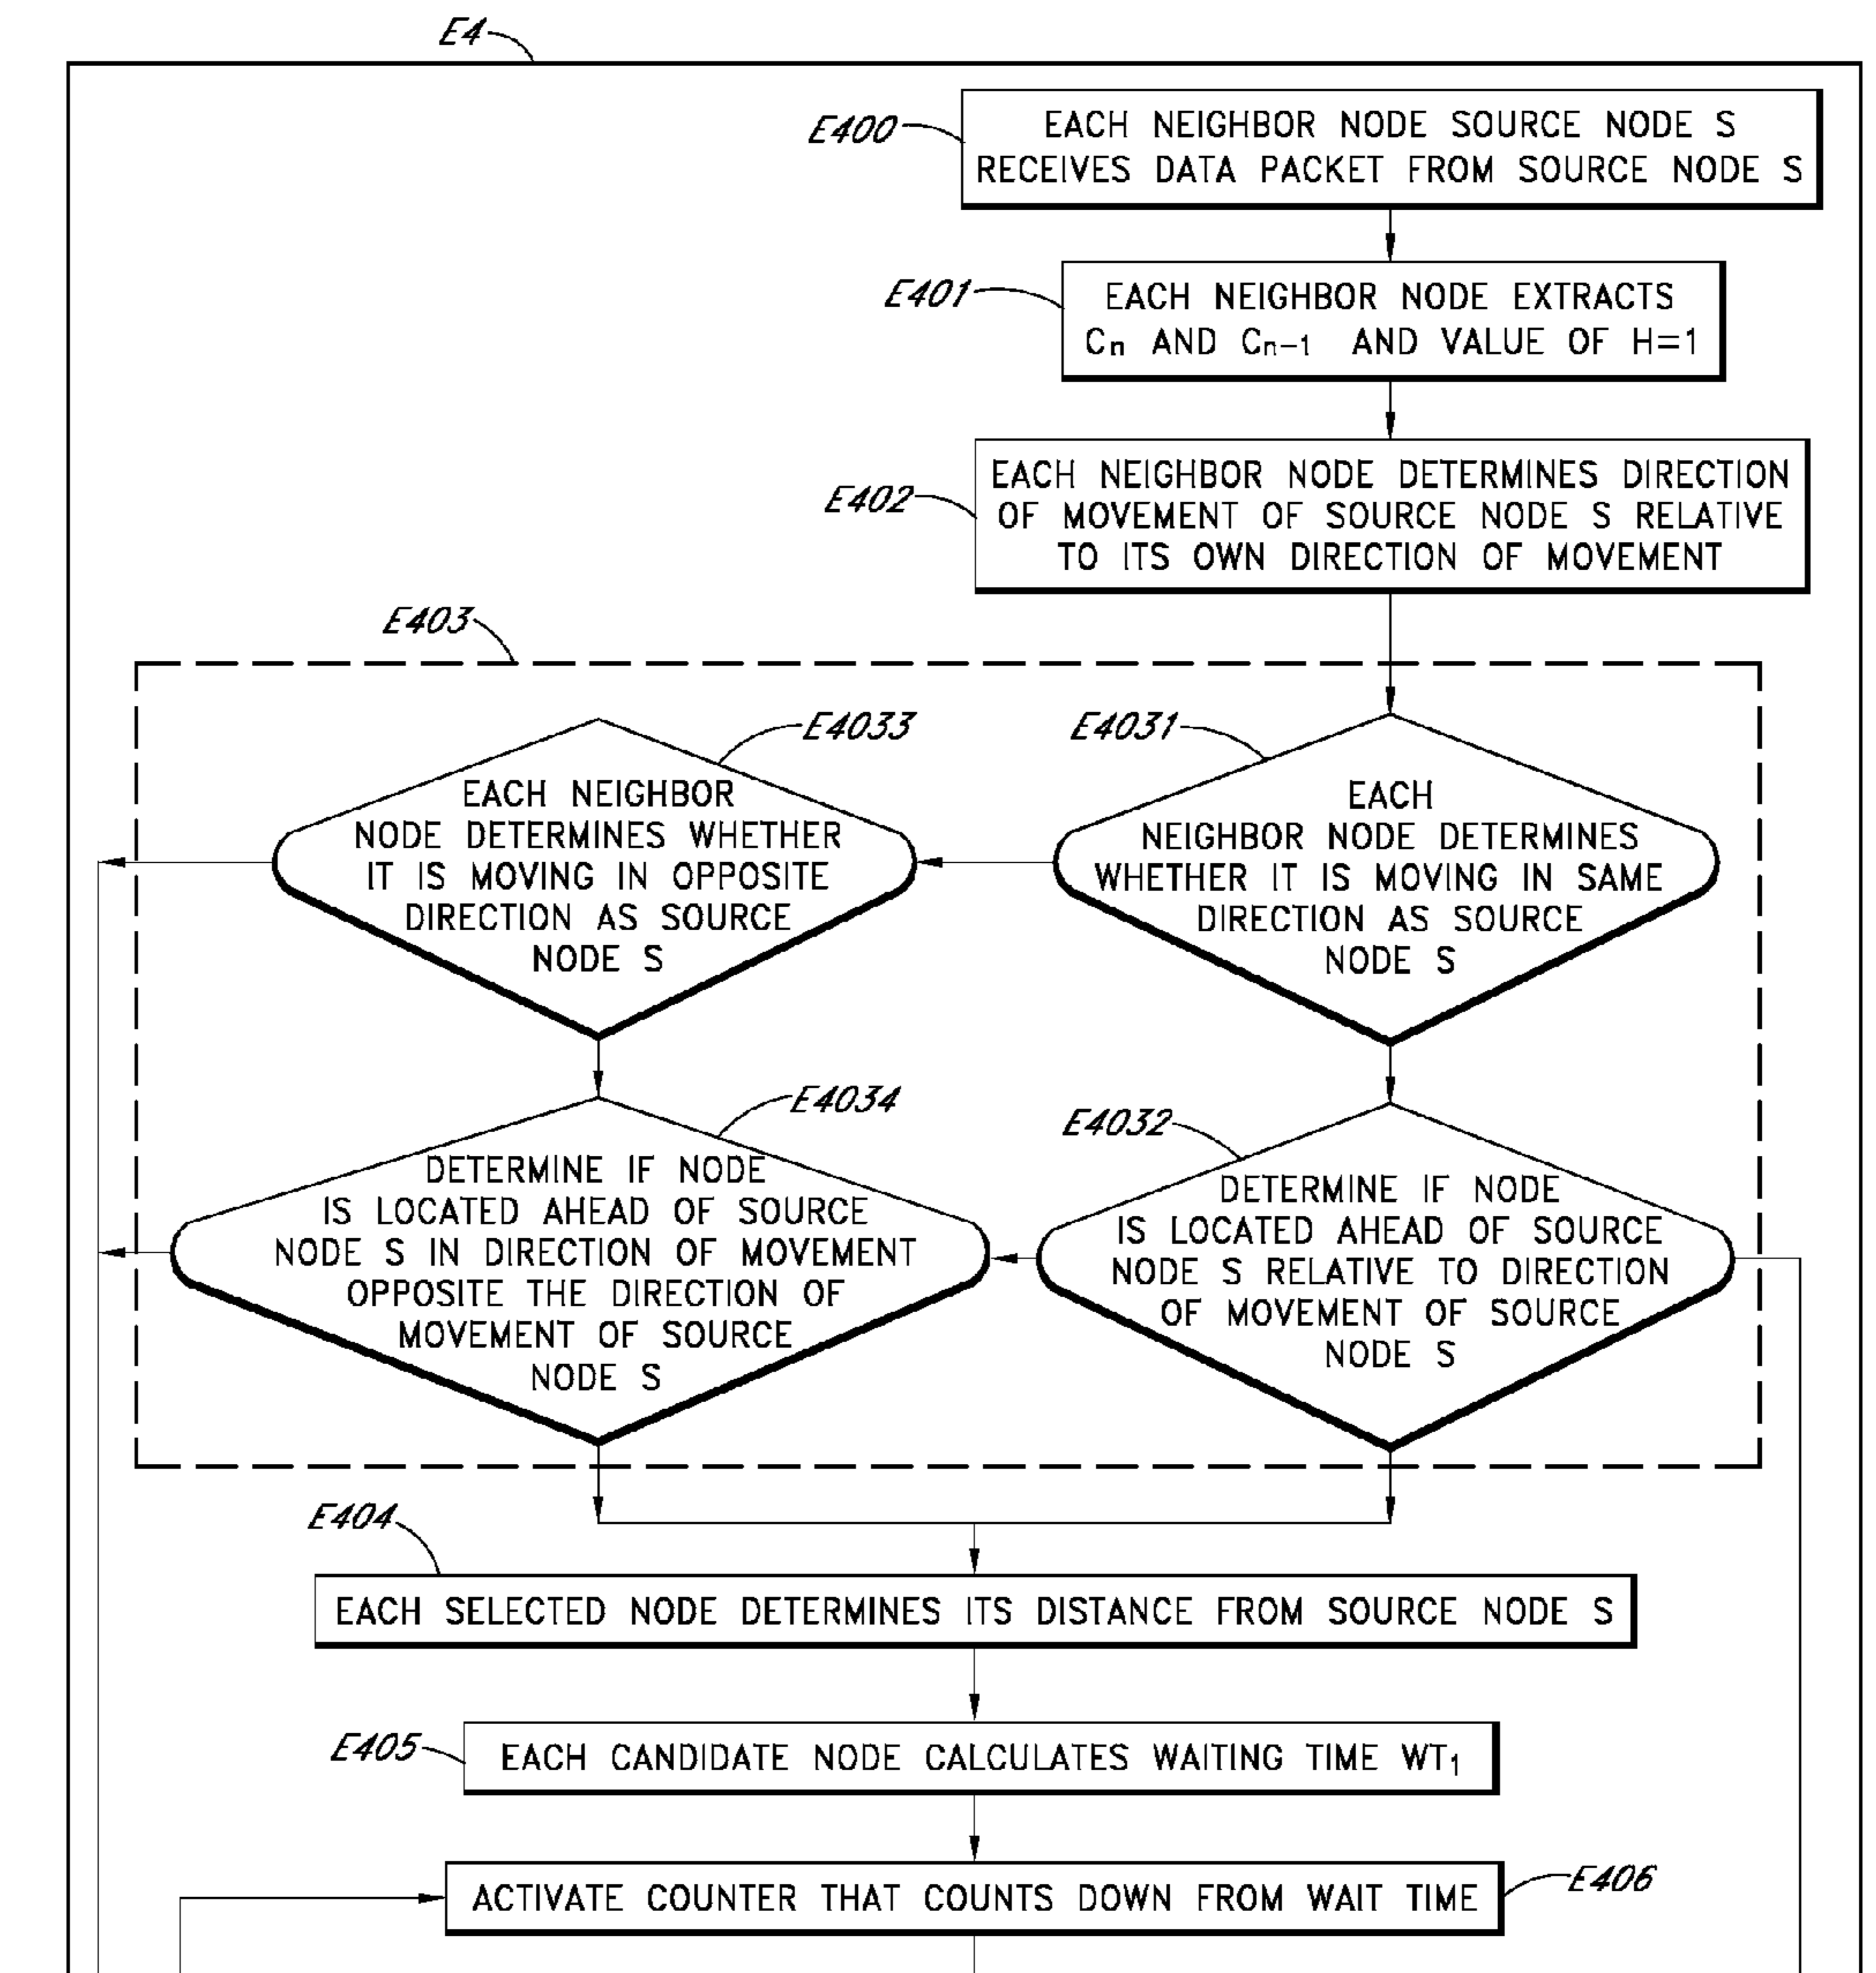 E4
E400
EACH NEIGHBOR NODE SOURCE NODE S
RECEIVES DATA PACKET FROM SOURCE NODE S
E401
EACH NEIGHBOR NODE EXTRACTS
Cn AND Cn-1 AND VALUE OF H=1
E402
EACH NEIGHBOR NODE DETERMINES DIRECTION
OF MOVEMENT OF SOURCE NODE S RELATIVE
TO ITS OWN DIRECTION OF MOVEMENT
E403
E4033
EACH NEIGHBOR
NODE DETERMINES WHETHER
IT IS MOVING IN OPPOSITE
DIRECTION AS SOURCE
NODE S
E4031
EACH
NEIGHBOR NODE DETERMINES
WHETHER IT IS MOVING IN SAME
DIRECTION AS SOURCE
NODE S
E4034
DETERMINE IF NODE
IS LOCATED AHEAD OF SOURCE
NODE S IN DIRECTION OF MOVEMENT
OPPOSITE THE DIRECTION OF
MOVEMENT OF SOURCE
NODE S
E4032
DETERMINE IF NODE
IS LOCATED AHEAD OF SOURCE
NODE S RELATIVE TO DIRECTION
OF MOVEMENT OF SOURCE
NODE S
E404
EACH SELECTED NODE DETERMINES ITS DISTANCE FROM SOURCE NODE S
E405
EACH CANDIDATE NODE CALCULATES WAITING TIME WT1
ACTIVATE COUNTER THAT COUNTS DOWN FROM WAIT TIME
E406